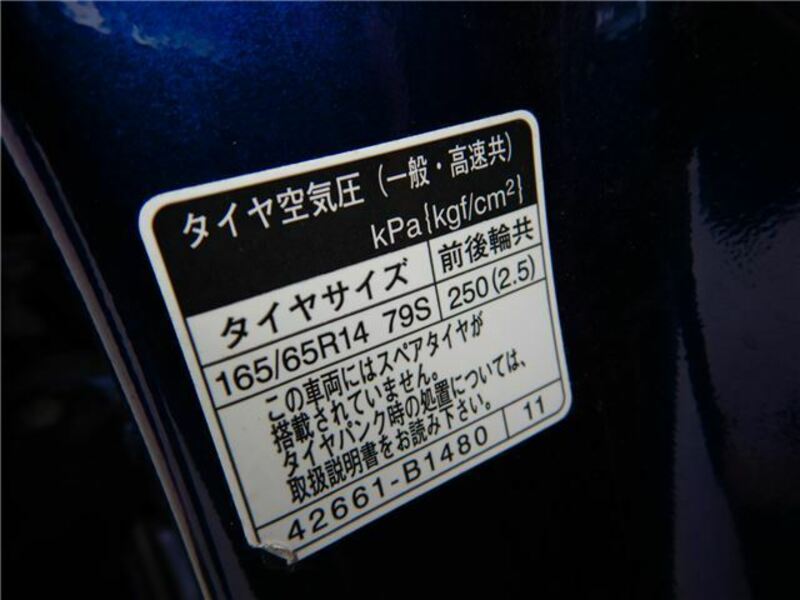 タイヤ空気圧(一般・高速共)
kPa{kgf/cm²}
タイヤサイズ 前後輪共
165/65R14 79S 250(2.5)
この車両にはスペアタイヤが
搭載されていません。
タイヤパンク時の処置については、
取扱説明書をお読み下さい。
42661-B1480 11